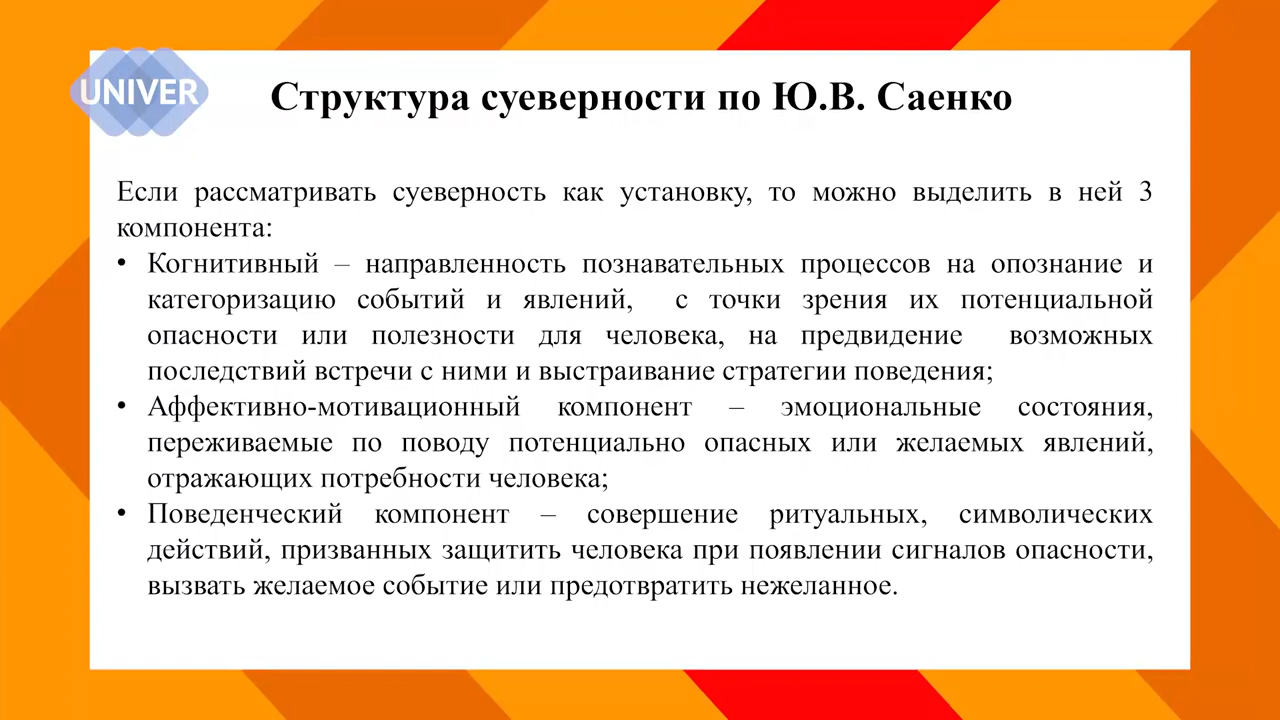 UNIVER
Структура суеверности по Ю.В. Саенко
Если рассматривать суеверность как установку, то можно выделить в ней 3
компонента:
• Когнитивный – направленность познавательных процессов на опознание и
категоризацию событий и явлений, с точки зрения их потенциальной
опасности или полезности для человека, на предвидение возможных
последствий встречи с ними и выстраивание стратегии поведения;
• Аффективно-мотивационный компонент – эмоциональные состояния,
переживаемые по поводу потенциально опасных или желаемых явлений,
отражающих потребности человека;
• Поведенческий компонент – совершение ритуальных, символических
действий, призванных защитить человека при появлении сигналов опасности,
вызвать желаемое событие или предотвратить нежеланное.